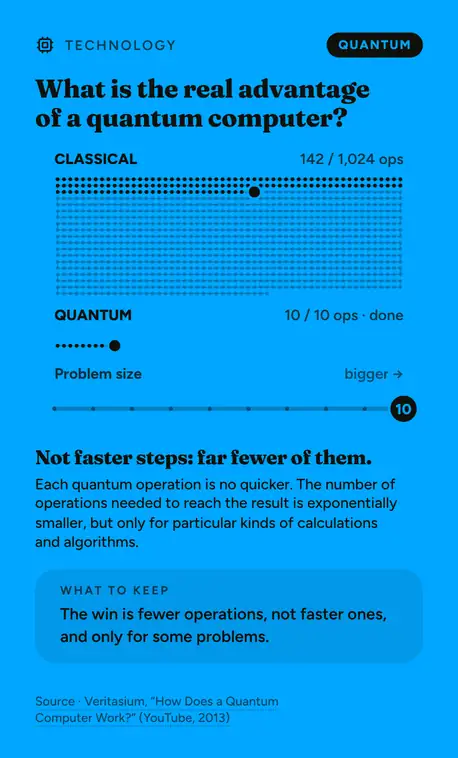 TECHNOLOGY
QUANTUM
What is the real advantage
of a quantum computer?
CLASSICAL
142 / 1,024 ops
QUANTUM
10 / 10 ops · done
Problem size
bigger →
10
Not faster steps: far fewer of them.
Each quantum operation is no quicker. The number of
operations needed to reach the result is exponentially
smaller, but only for particular kinds of calculations
and algorithms.
WHAT TO KEEP
The win is fewer operations, not faster ones,
and only for some problems.
Source · Veritasium, “How Does a Quantum
Computer Work?” (YouTube, 2013)